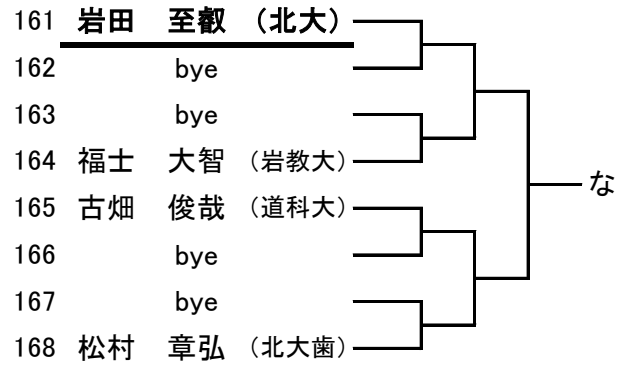 161 岩田 至叡 (北大)
162 bye
163 bye
164 福士 大智 (岩教大)
な
165 古畑 俊哉 (道科大)
166 bye
167 bye
168 松村 章弘 (北大歯)